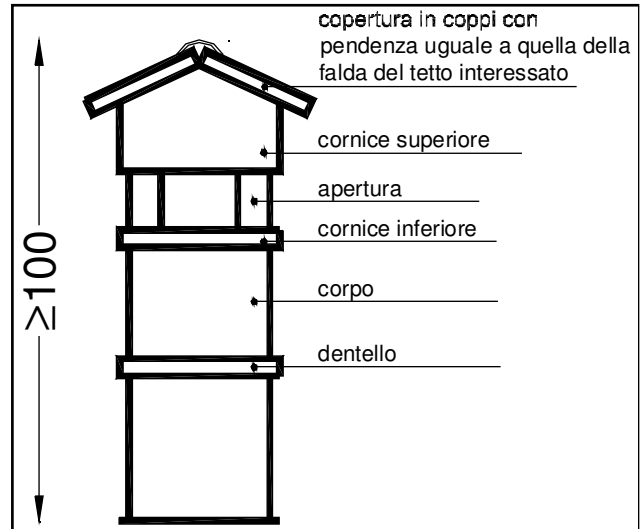 copertura in coppi con
pendenza uguale a quella della
falda del tetto interessato
cornice superiore
apertura
cornice inferiore
corpo
dentello
≥100